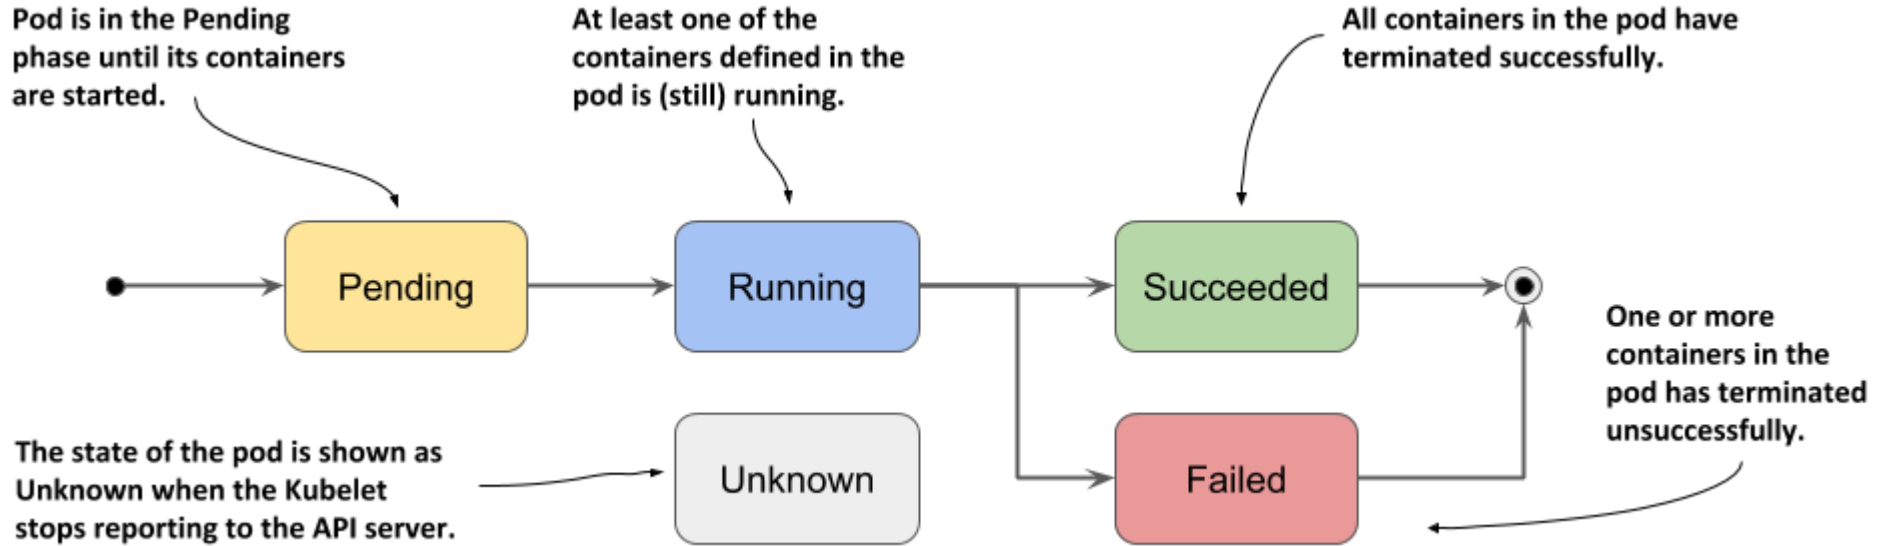 Pod is in the Pending
phase until its containers
are started.
At least one of the
containers defined in the
pod is (still) running.
All containers in the pod have
terminated successfully.
Pending
Running
Succeeded
One or more
containers in the
pod has terminated
unsuccessfully.
The state of the pod is shown as
Unknown when the Kubelet
stops reporting to the API server.
Unknown
Failed